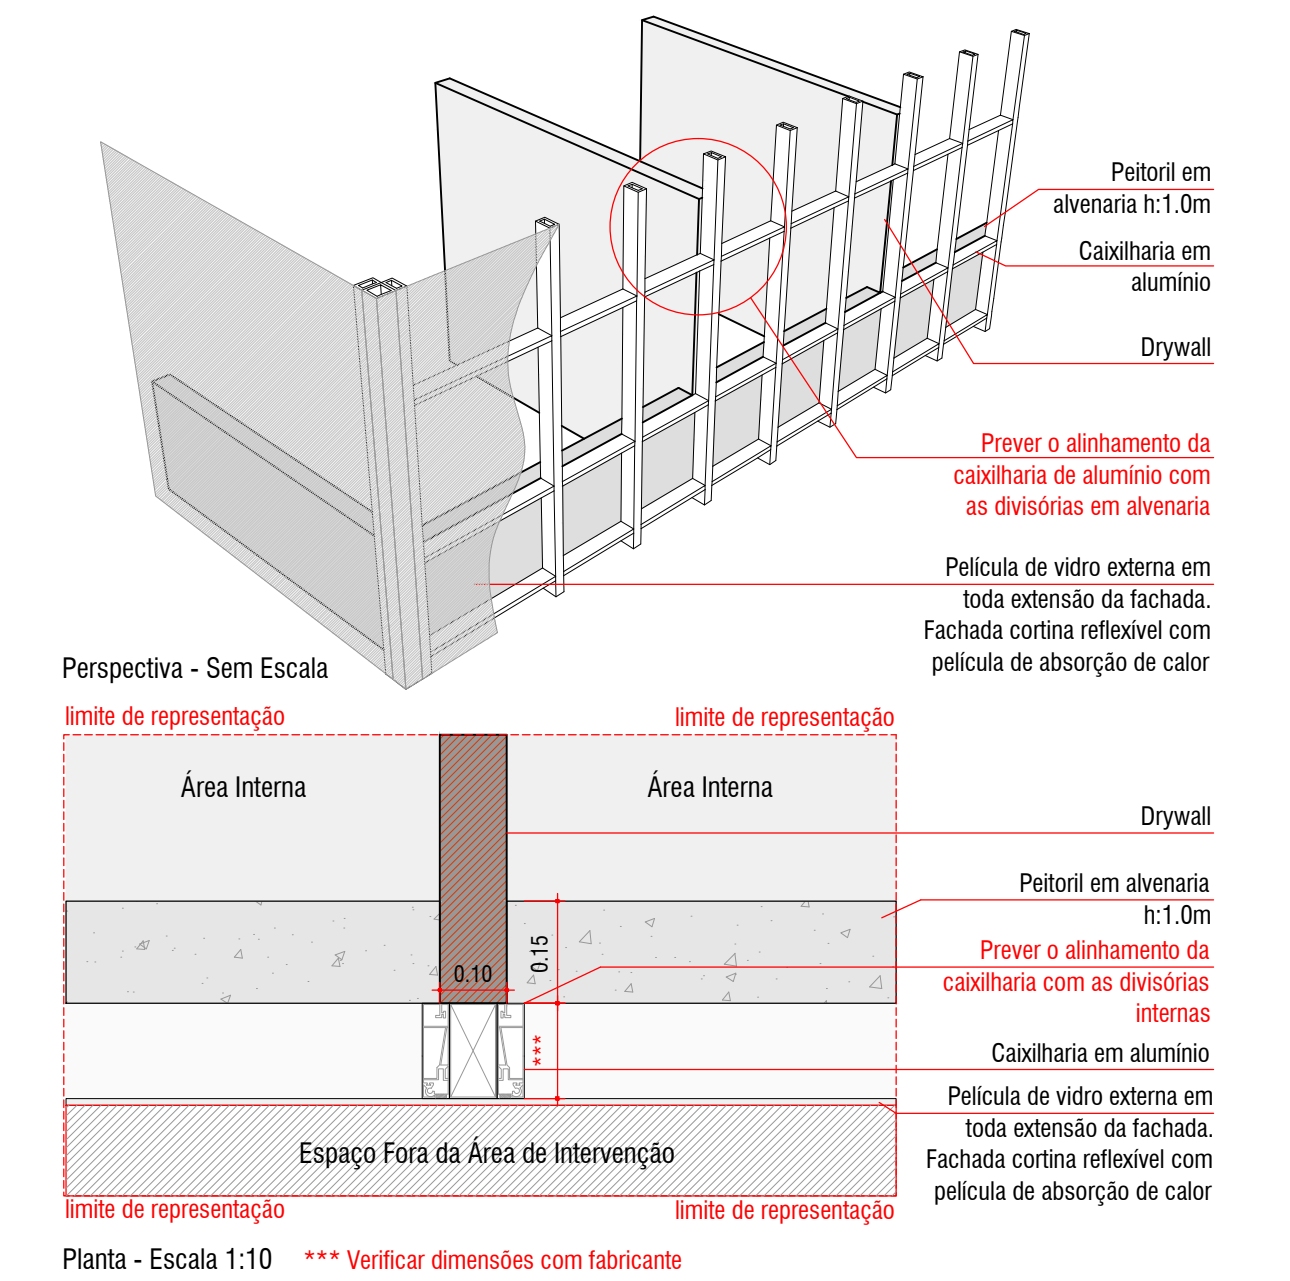 Peitoril em
alvenaria h:1.0m
Caixilharia em
alumínio
Drywall
Prever o alinhamento da
caixilharia de alumínio com
as divisórias em alvenaria
Película de vidro externa em
toda extensão da fachada.
Fachada cortina reflexível com
película de absorção de calor
Perspectiva - Sem Escala
limite de representação
limite de representação
Área Interna
Área Interna
Drywall
Peitoril em alvenaria
h:1.0m
0.15
0.10
Prever o alinhamento da
caixilharia com as divisórias
internas
***
Caixilharia em alumínio
Película de vidro externa em
toda extensão da fachada.
Fachada cortina reflexível com
película de absorção de calor
Espaço Fora da Área de Intervenção
limite de representação
limite de representação
Planta - Escala 1:10
*** Verificar dimensões com fabricante